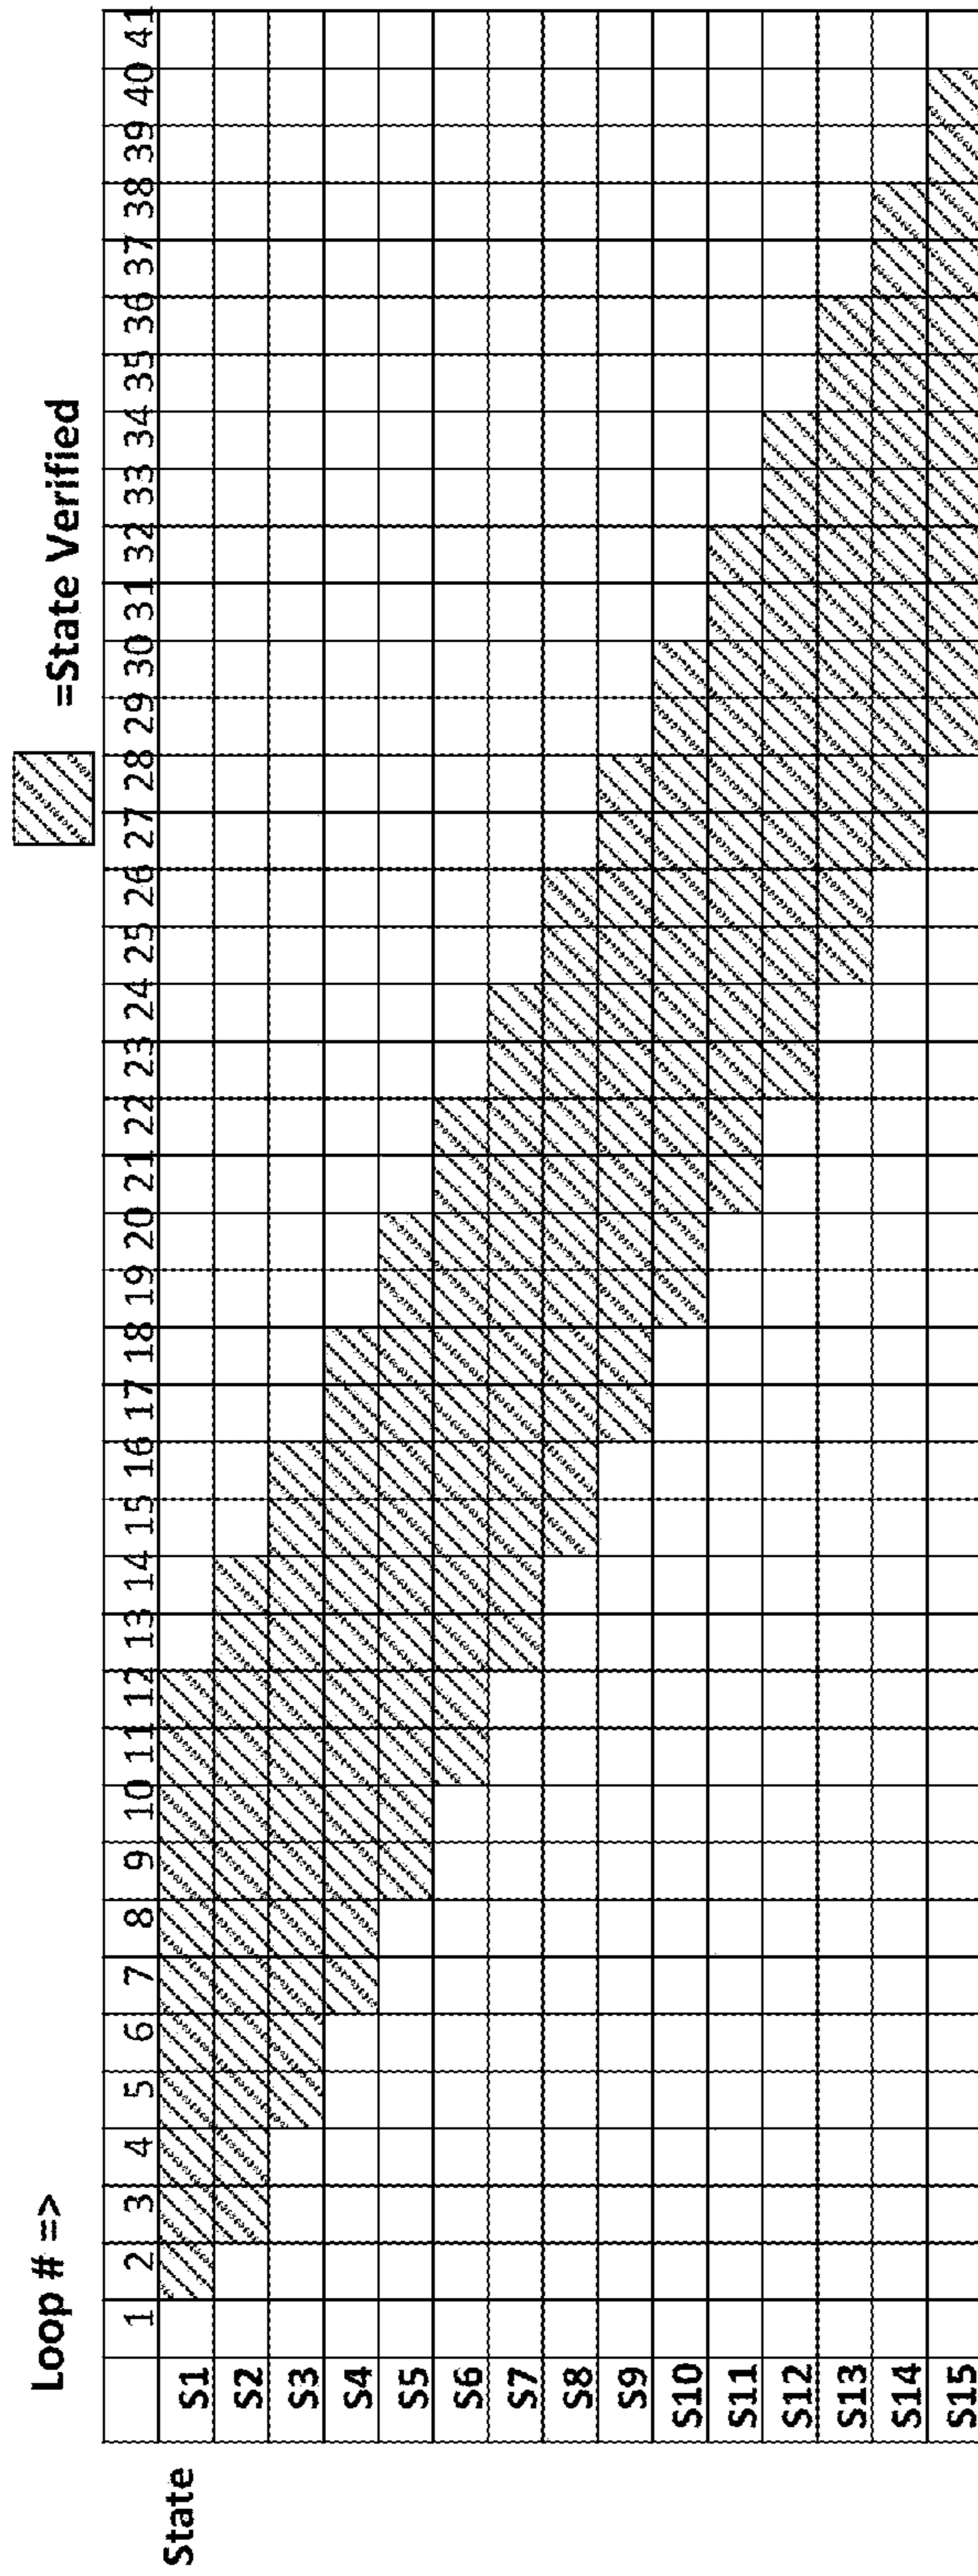 =State Verified
Loop # =>
1 2 3 4 5 6 7 8 9 10 11 12 13 14 15 16 17 18 19 20 21 22 23 24 25 26 27 28 29 30 31 32 33 34 35 36 37 38 39 40 41
State
S1
S2
S3
S4
S5
S6
S7
S8
S9
S10
S11
S12
S13
S14
S15